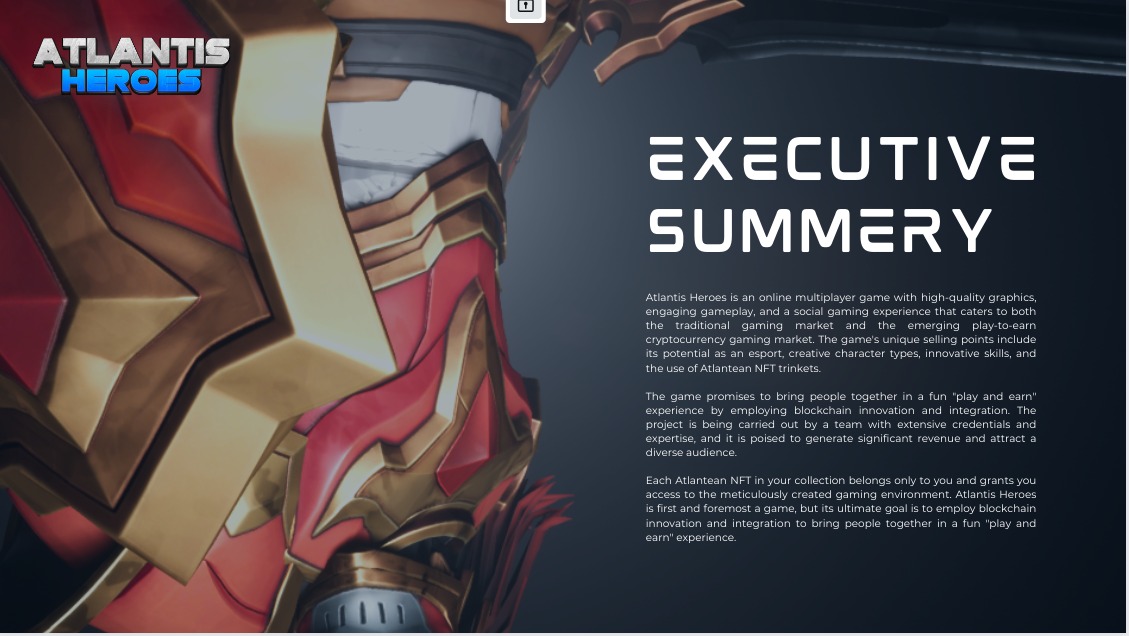 ATLANTIS
HEROES
EXECUTIVE
SUMMERY
Atlantis Heroes is an online multiplayer game with high-quality graphics,
engaging gameplay, and a social gaming experience that caters to both
the traditional gaming market and the emerging play-to-earn
cryptocurrency gaming market. The game's unique selling points include
its potential as an esport, creative character types, innovative skills, and
the use of Atlantean NFT trinkets.
The game promises to bring people together in a fun "play and earn"
experience by employing blockchain innovation and integration. The
project is being carried out by a team with extensive credentials and
expertise, and it is poised to generate significant revenue and attract a
diverse audience.
Each Atlantean NFT in your collection belongs only to you and grants you
access to the meticulously created gaming environment. Atlantis Heroes
is first and foremost a game, but its ultimate goal is to employ blockchain
innovation and integration to bring people together in a fun "play and
earn" experience.